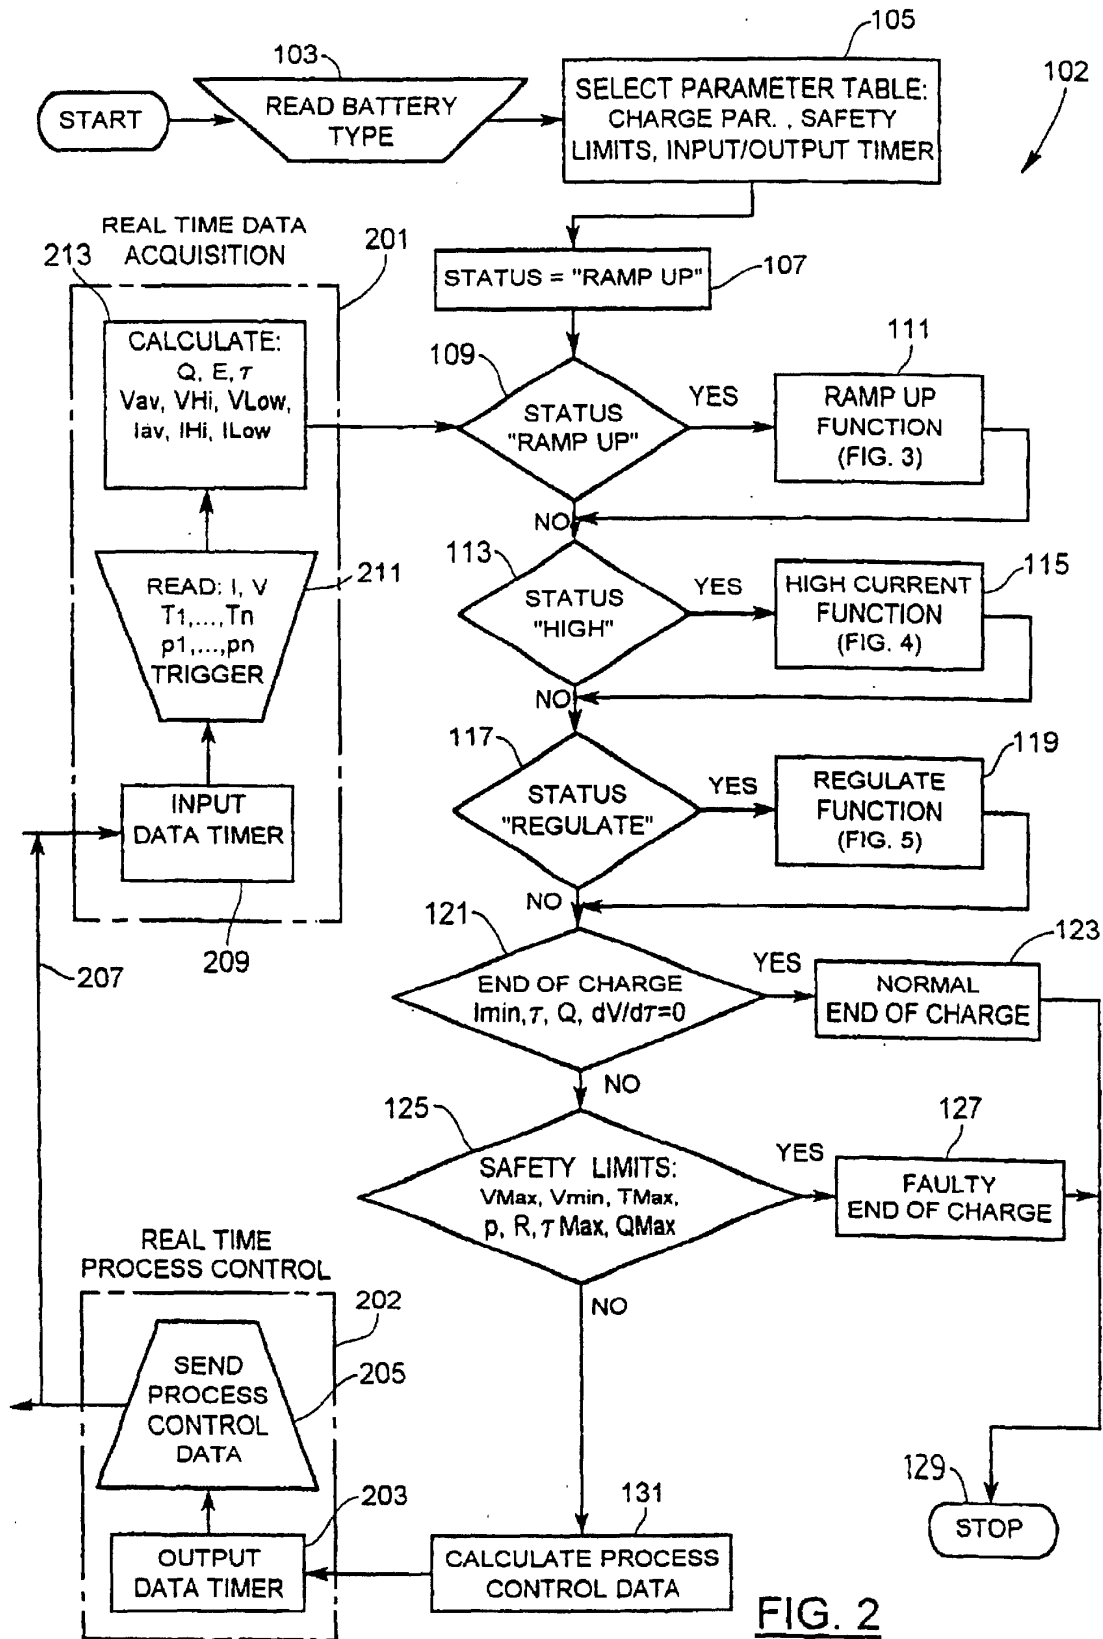 103
105
102
START
READ BATTERY
TYPE
SELECT PARAMETER TABLE:
CHARGE PAR. , SAFETY
LIMITS, INPUT/OUTPUT TIMER
REAL TIME DATA
ACQUISITION
213
201
STATUS = "RAMP UP"
107
CALCULATE:
Q, E, τ
Vav, VHi, VLow,
Iav, IHi, ILow
109
STATUS
"RAMP UP"
YES
111
RAMP UP
FUNCTION
(FIG. 3)
NO
READ: I, V
T1,...,Tn
p1,...,pn
TRIGGER
211
113
STATUS
"HIGH"
YES
HIGH CURRENT
FUNCTION
(FIG. 4)
115
NO
INPUT
DATA TIMER
209
207
117
STATUS
"REGULATE"
YES
119
REGULATE
FUNCTION
(FIG. 5)
NO
121
END OF CHARGE
Imin, τ, Q, dV/dτ=0
YES
123
NORMAL
END OF CHARGE
NO
125
SAFETY LIMITS:
VMax, Vmin, TMax,
p, R, τ Max, QMax
YES
127
FAULTY
END OF CHARGE
NO
REAL TIME
PROCESS CONTROL
202
SEND
PROCESS
CONTROL
DATA
205
203
OUTPUT
DATA TIMER
131
CALCULATE PROCESS
CONTROL DATA
129
STOP
FIG. 2